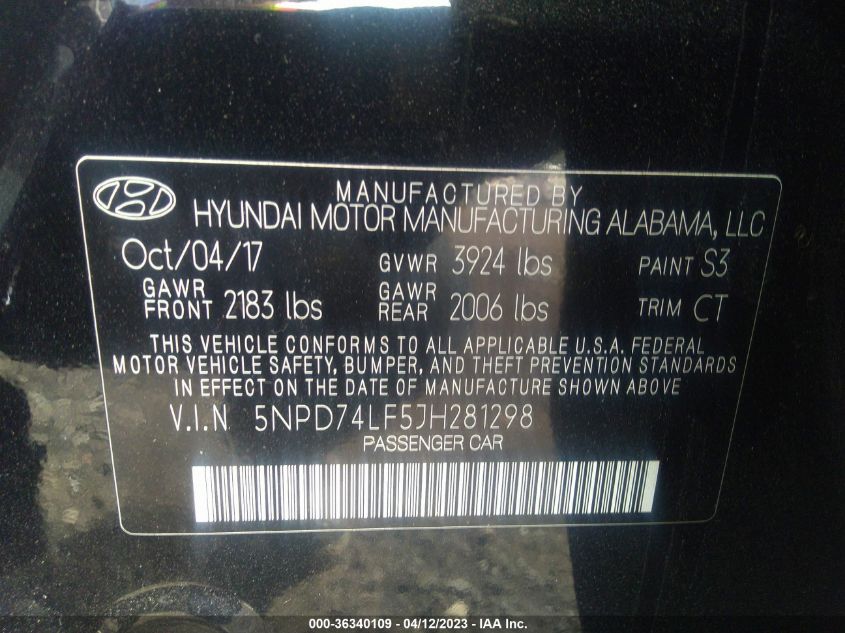 MANUFACTURED BY
HYUNDAI MOTOR MANUFACTURING ALABAMA, LLC
Oct/04/17 GVWR 3924 lbs PAINT S3
GAWR FRONT 2183 lbs GAWR REAR 2006 lbs TRIM CT
THIS VEHICLE CONFORMS TO ALL APPLICABLE U.S.A. FEDERAL
MOTOR VEHICLE SAFETY, BUMPER, AND THEFT PREVENTION STANDARDS
IN EFFECT ON THE DATE OF MANUFACTURE SHOWN ABOVE
V.I.N 5NPD74LF5JH281298
PASSENGER CAR
000-36340109 - 04/12/2023 - IAA Inc.